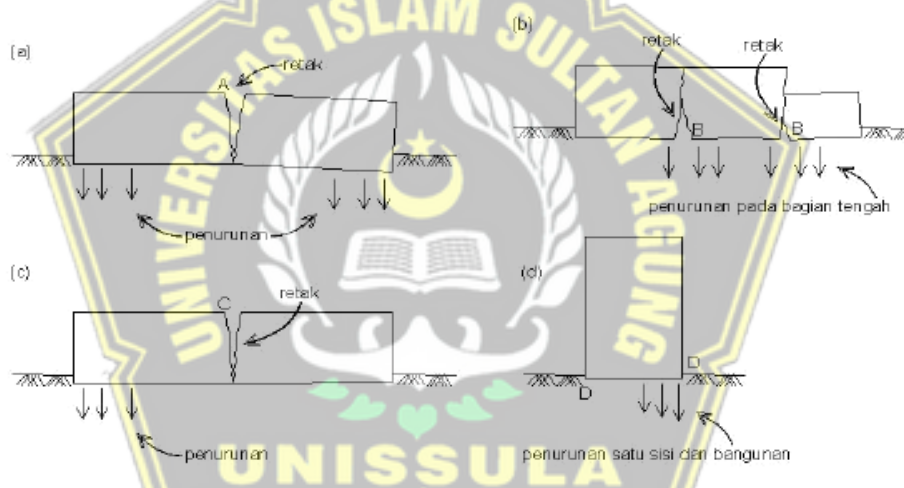 (a)
A
retak
penurunan
(b)
retak
retak
B
B
penurunan pada bagian tengah
(c)
C
retak
penurunan
(d)
D
D
penurunan satu sisi dari bangunan
UNIVERSITAS ISLAM SULTAN AGUNG
UNISSULA